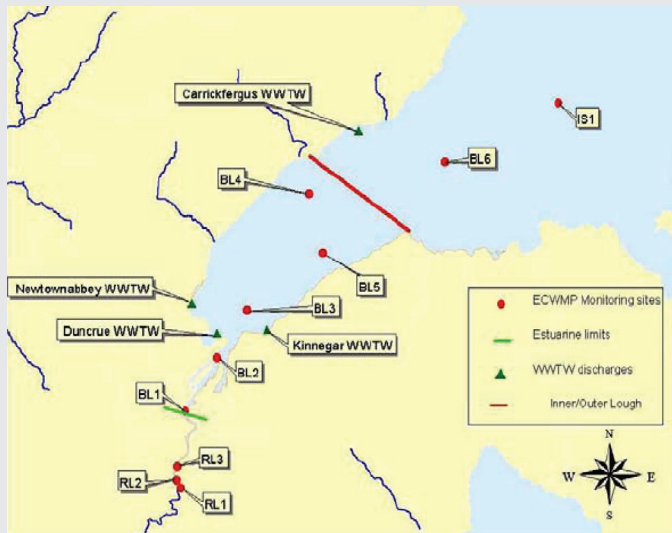 Carrickfergus WWTW
IS1
BL6
BL4
BL5
Newtownabbey WWTW
BL3
Duncrue WWTW
Kinnegar WWTW
BL2
BL1
RL3
RL2
RL1
ECWMP Monitoring sites
Estuarine limits
WWTW discharges
Inner/Outer Lough
N
W E
S